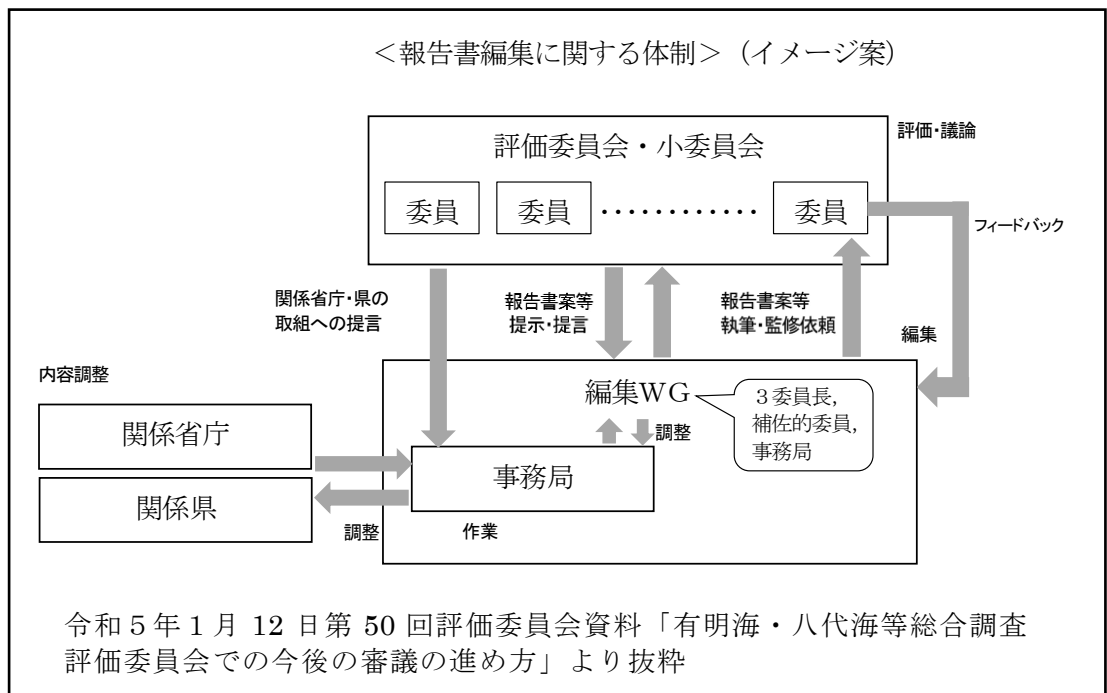 ＜報告書編集に関する体制＞（イメージ案）
評価委員会・小委員会
評価・議論
委員
委員
…………
委員
フィードバック
関係省庁・県の
取組への提言
報告書案等
提示・提言
報告書案等
執筆・監修依頼
編集
内容調整
編集ＷＧ
３委員長，
補佐的委員，
事務局
調整
関係省庁
事務局
関係県
調整
作業
令和５年１月 12 日第 50 回評価委員会資料「有明海・八代海等総合調査
評価委員会での今後の審議の進め方」より抜粋